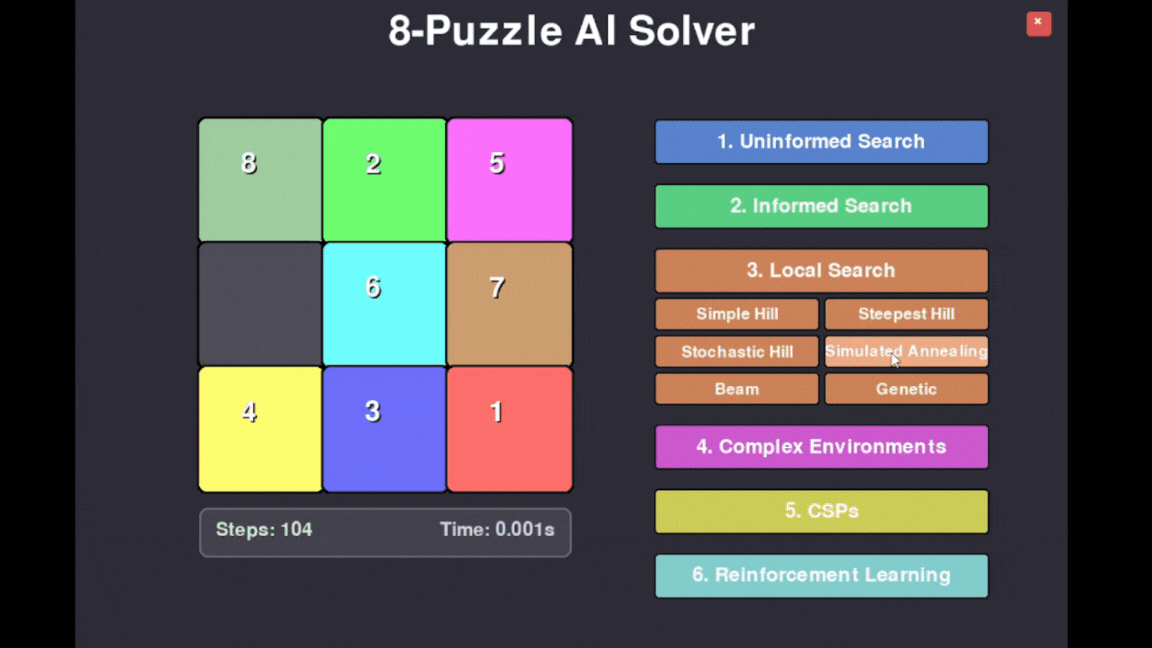 8-Puzzle AI Solver
×
8 2 5
6 7
4 3 1
Steps: 104 Time: 0.001s
1. Uninformed Search
2. Informed Search
3. Local Search
Simple Hill Steepest Hill
Stochastic Hill Simulated Annealing
Beam Genetic
4. Complex Environments
5. CSPs
6. Reinforcement Learning